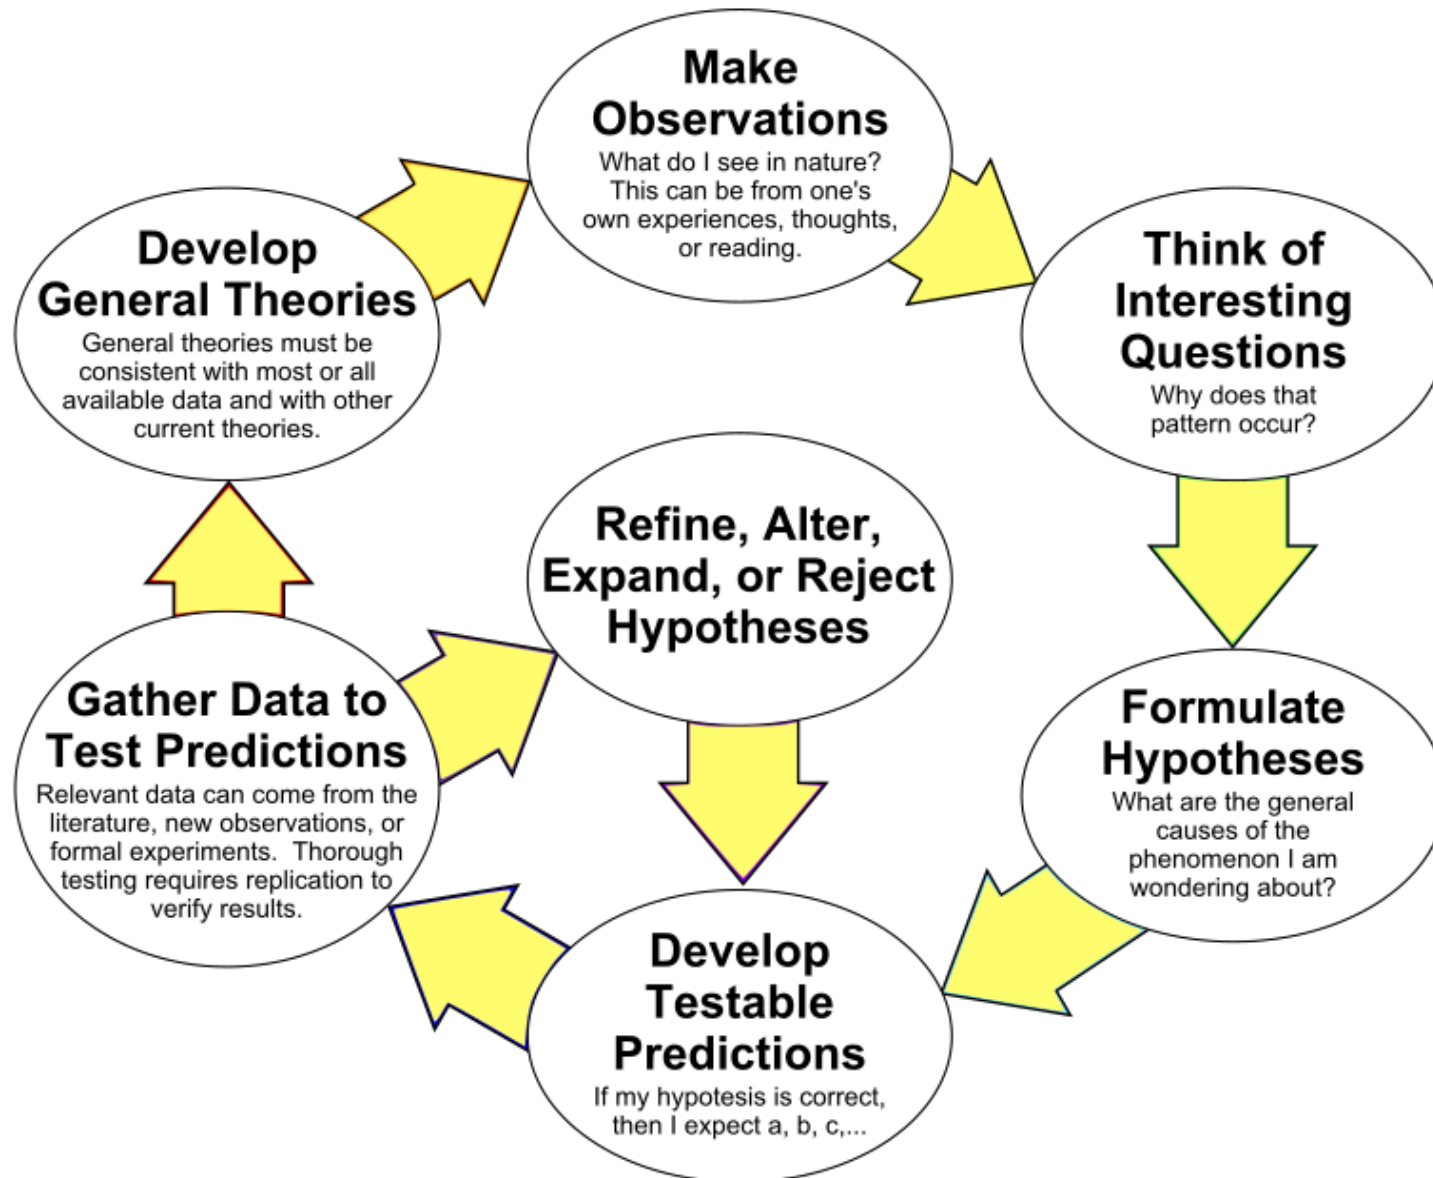 Make
Observations
What do I see in nature?
This can be from one's
own experiences, thoughts,
or reading.
Think of
Interesting
Questions
Why does that
pattern occur?
Formulate
Hypotheses
What are the general
causes of the
phenomenon I am
wondering about?
Develop
Testable
Predictions
If my hypotesis is correct,
then I expect a, b, c,...
Gather Data to
Test Predictions
Relevant data can come from the
literature, new observations, or
formal experiments. Thorough
testing requires replication to
verify results.
Refine, Alter,
Expand, or Reject
Hypotheses
Develop
General Theories
General theories must be
consistent with most or all
available data and with other
current theories.